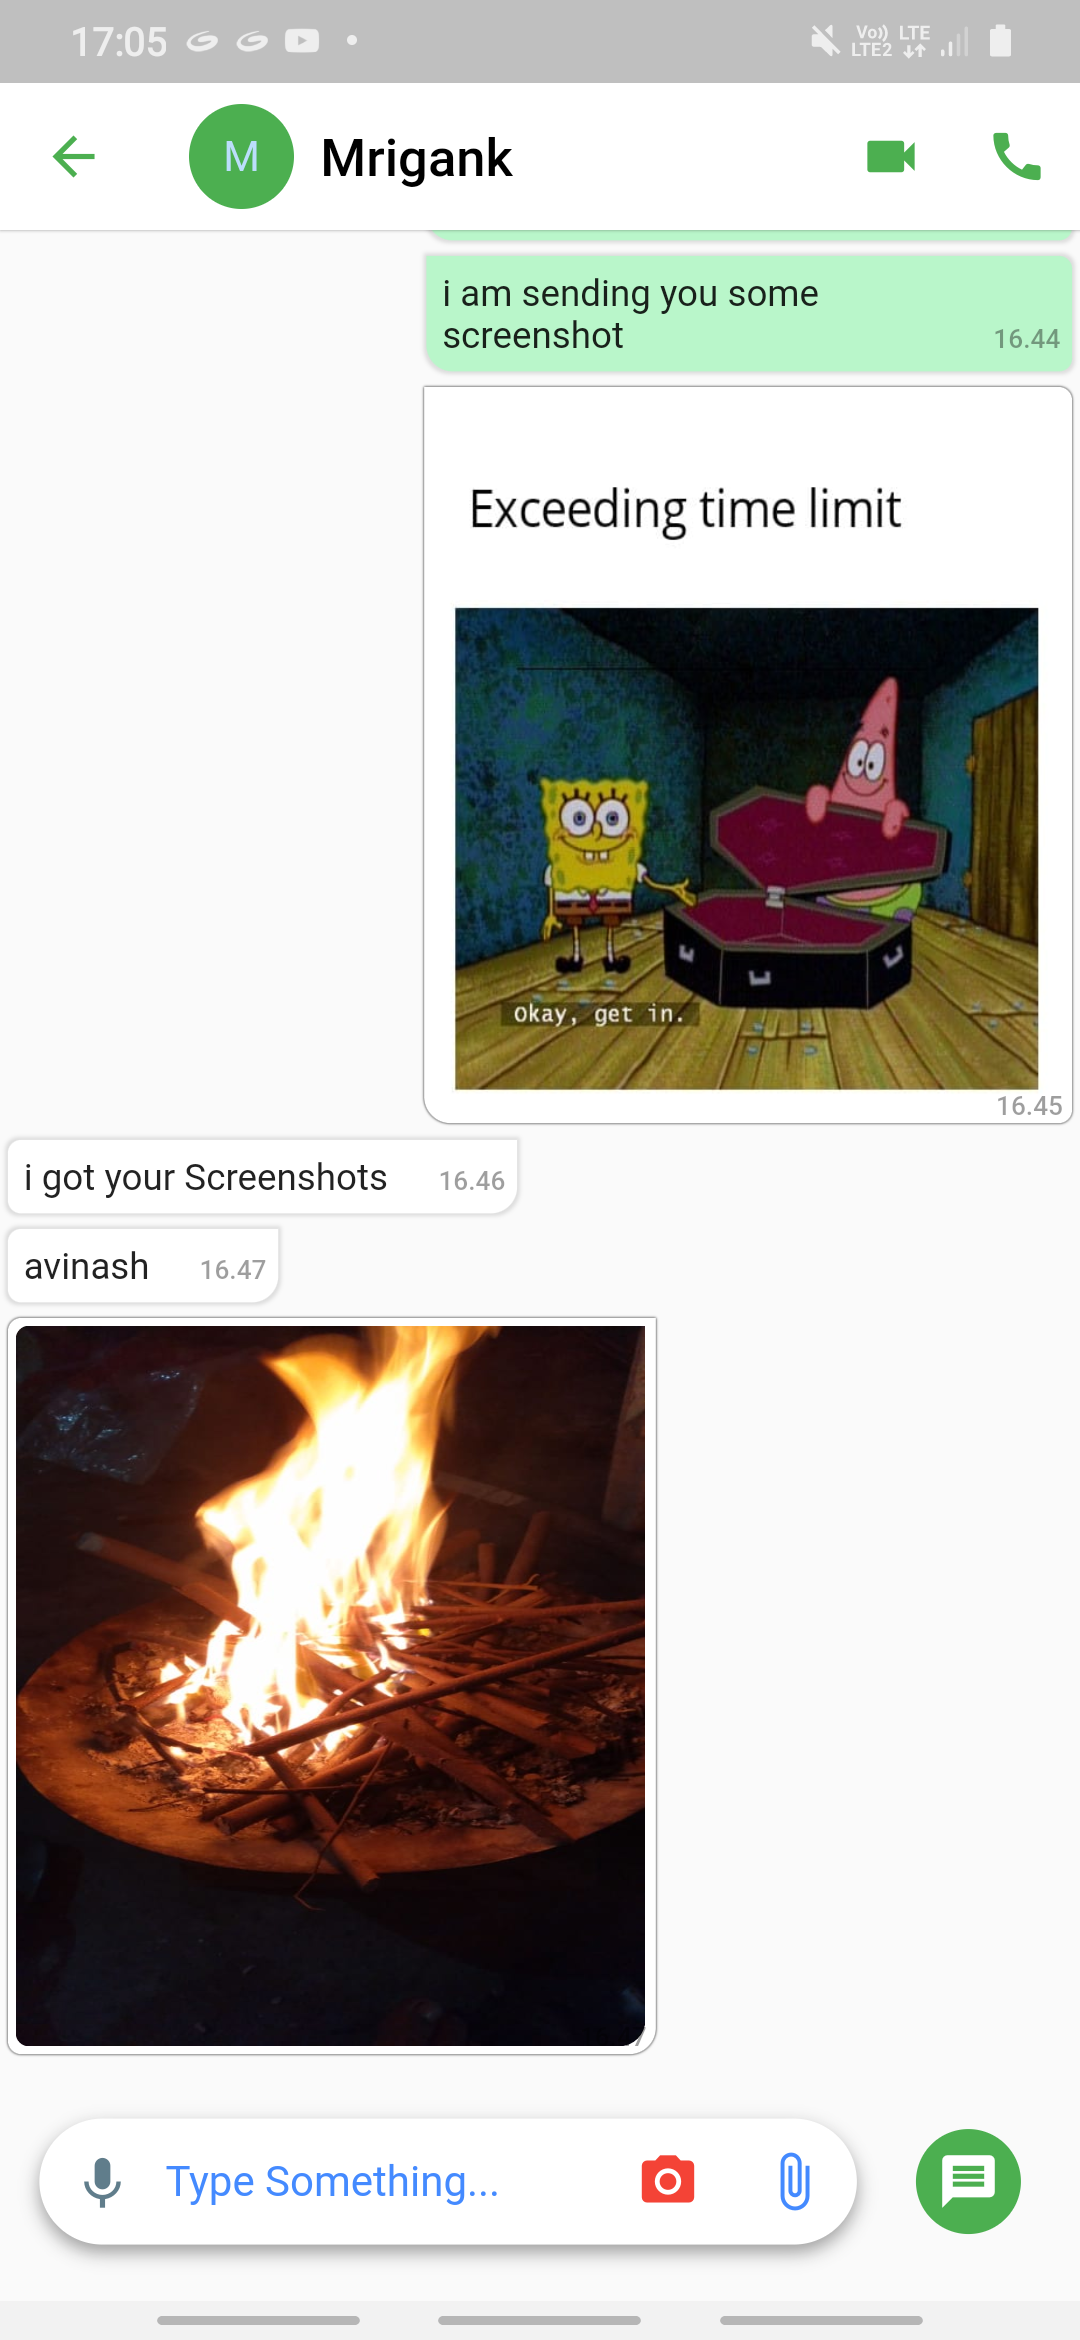 17:05
Vo)) LTE
LTE2
M
Mrigank
i am sending you some
screenshot
16.44
Exceeding time limit
Okay, get in.
16.45
i got your Screenshots
16.46
avinash
16.47
Type Something...